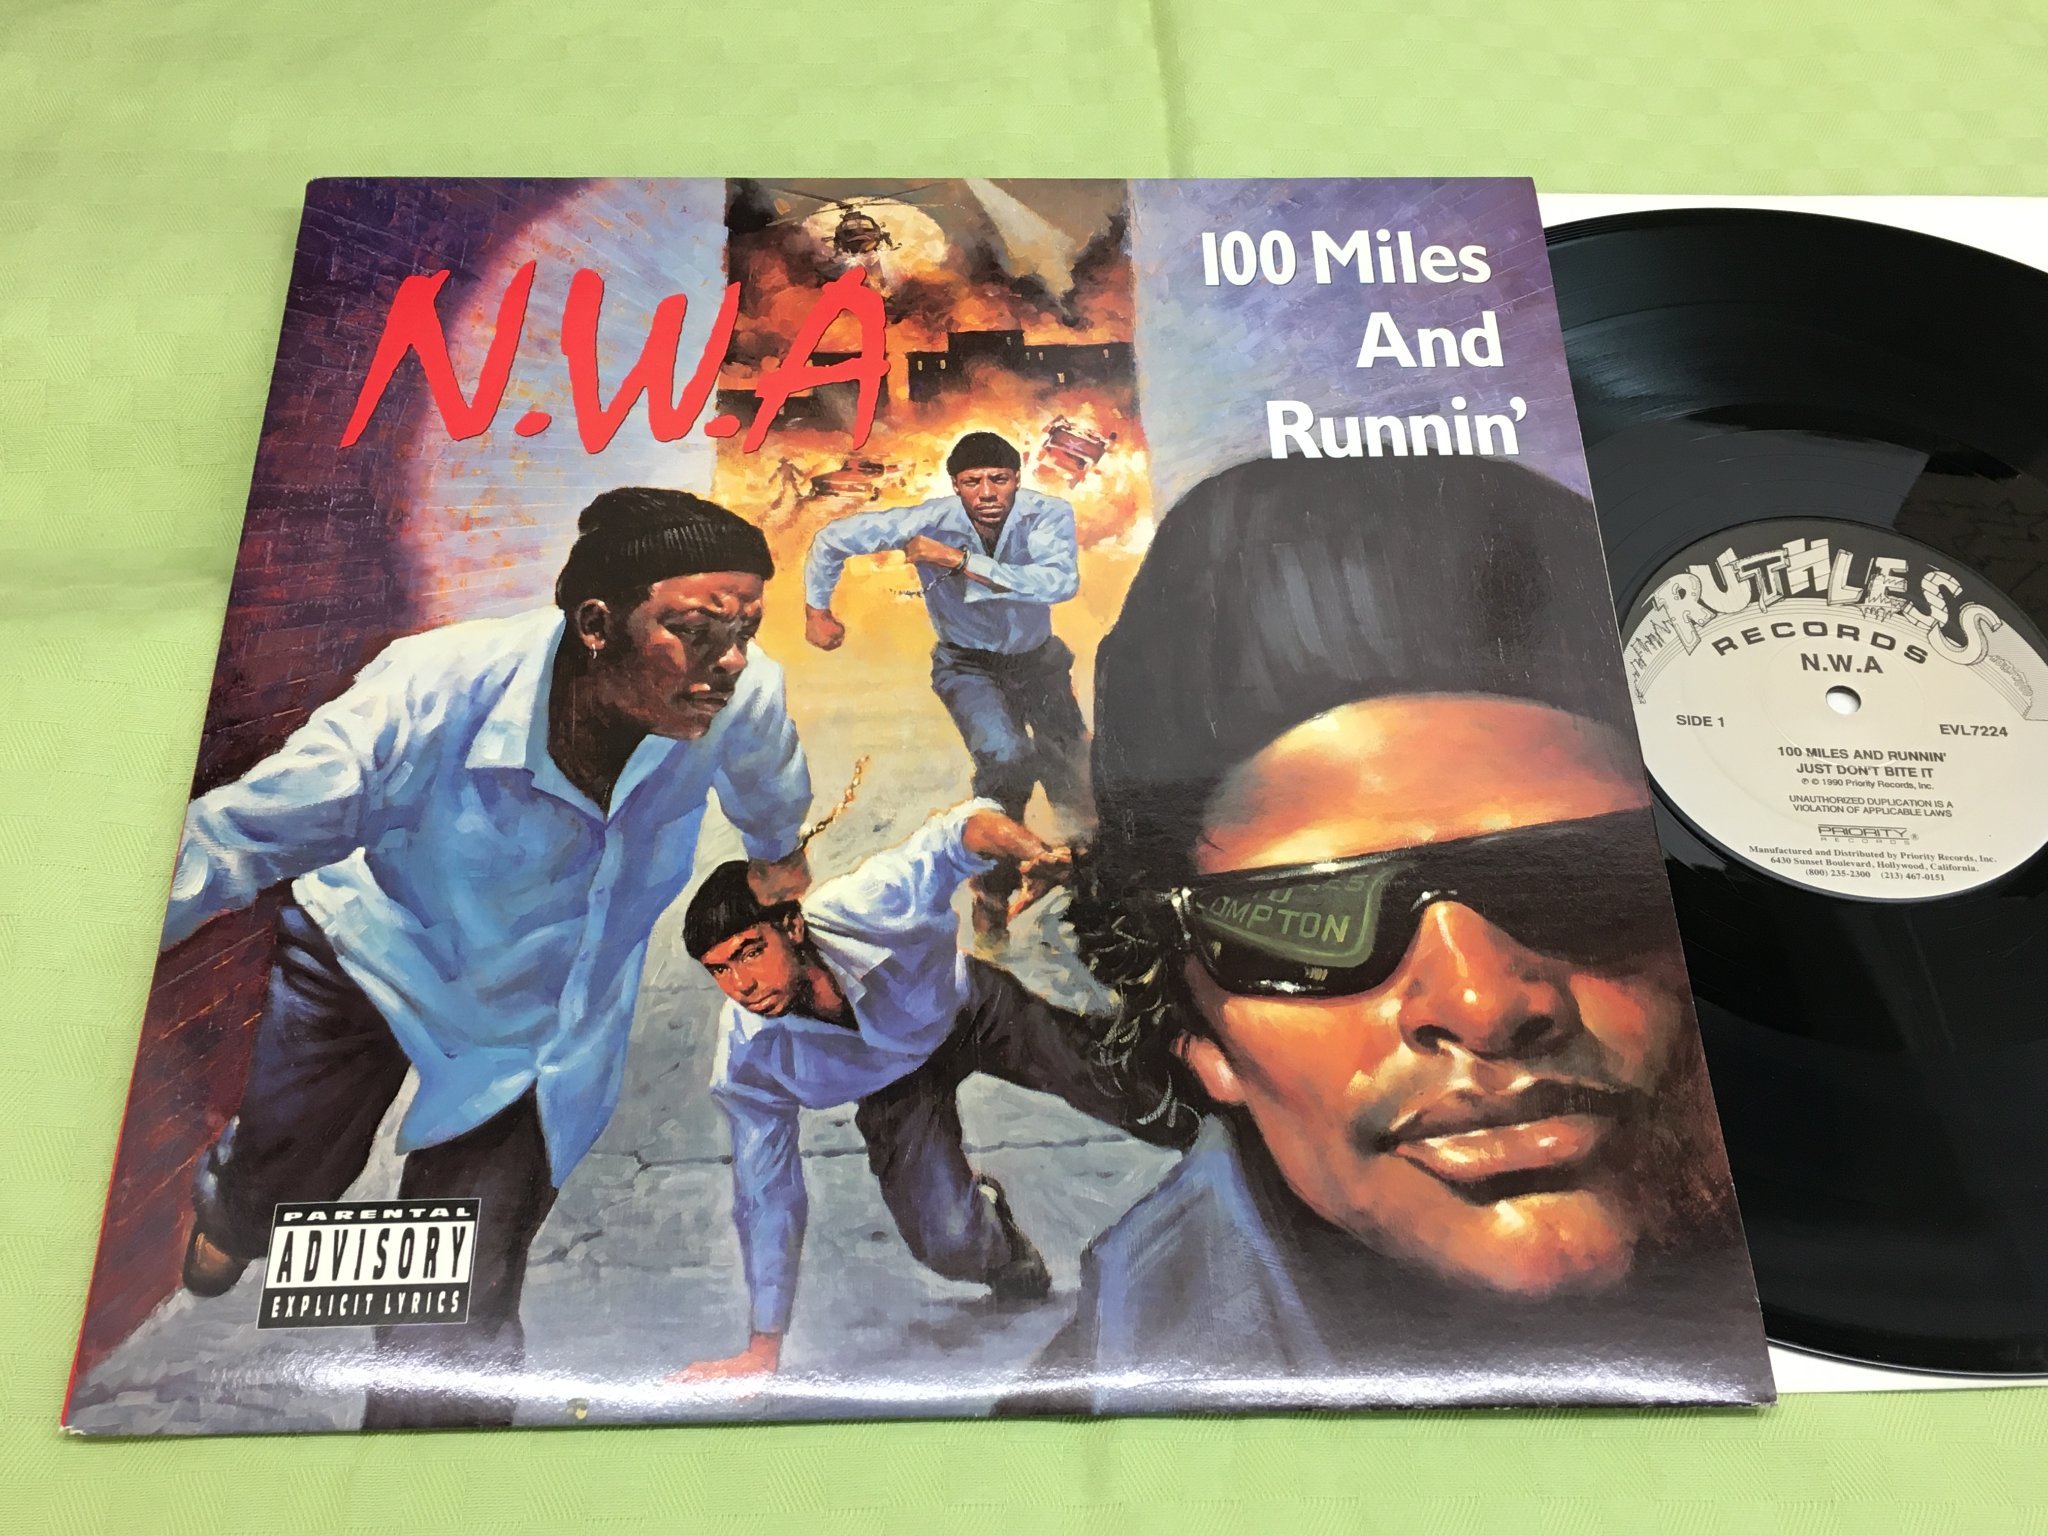 N.W.A
100 Miles
And
Runnin'
COMPTON
PARENTAL
ADVISORY
EXPLICIT LYRICS
RUTHLESS
RECORDS
N.W.A
SIDE 1
EVL7224
100 MILES AND RUNNIN'
JUST DON'T BITE IT
℗ © 1990 Priority Records, Inc.
UNAUTHORIZED DUPLICATION IS A
VIOLATION OF APPLICABLE LAWS
PRIORITY ®
RECORDS
Manufactured and Distributed by Priority Records, Inc.
6430 Sunset Boulevard, Hollywood, California.
(800) 235-2300 (213) 467-0151